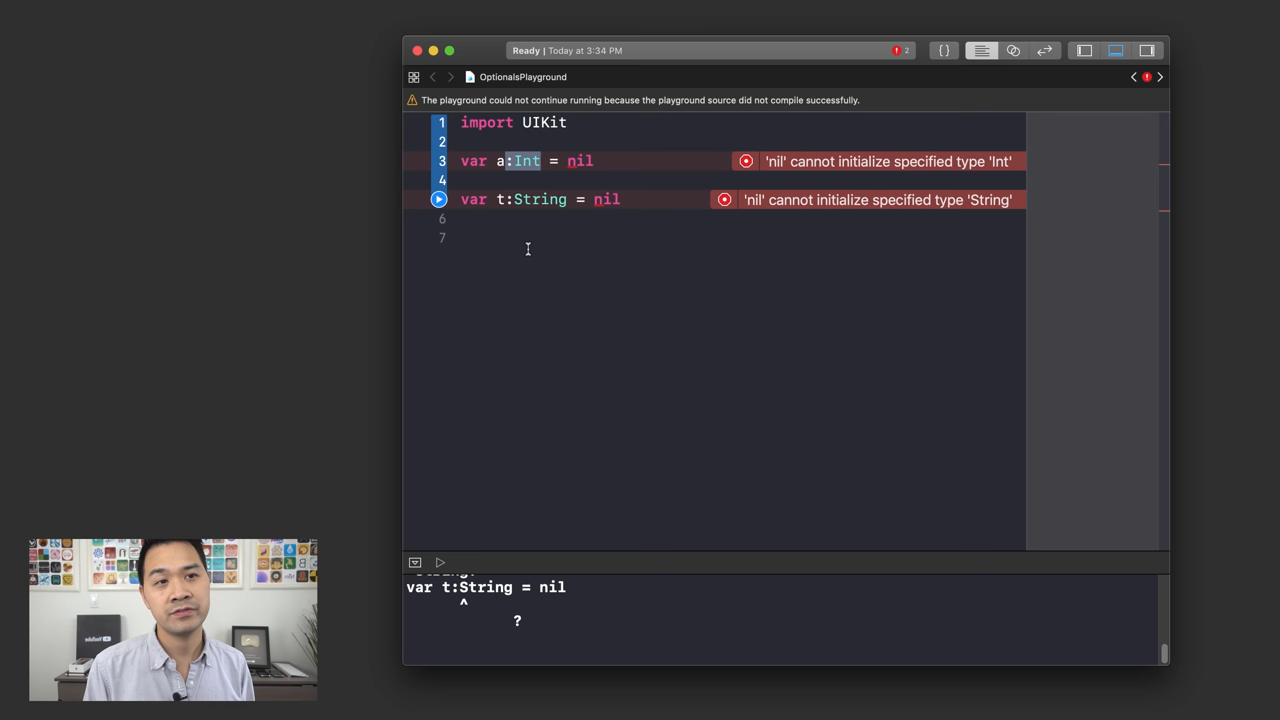 Ready | Today at 3:34 PM
2
{}
OptionalsPlayground
The playground could not continue running because the playground source did not compile successfully.
1 import UIKit
2
3 var a:Int = nil 'nil' cannot initialize specified type 'Int'
4
var t:String = nil 'nil' cannot initialize specified type 'String'
6
7
var t:String = nil
^
?
YouTube